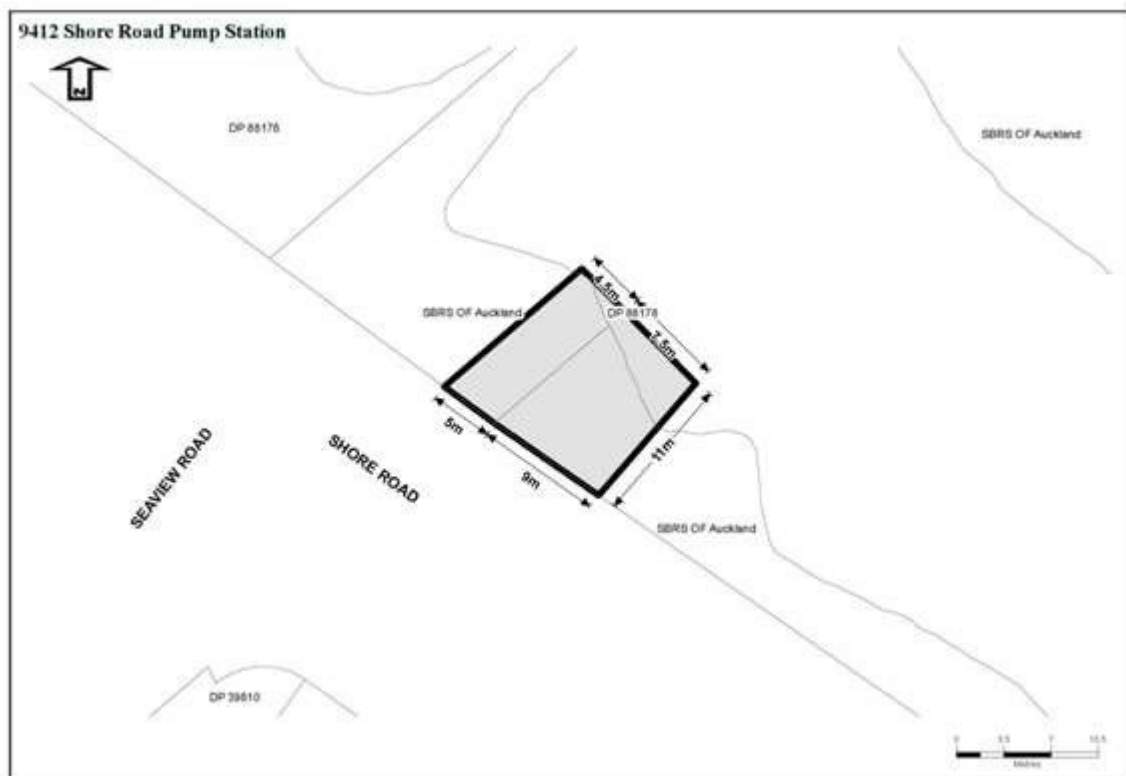 9412 Shore Road Pump Station
N
DP 88178
SBRS OF Auckland
SBRS OF Auckland
DP 88178
4.5m
7.5m
5m
9m
11m
SEAVIEW ROAD
SHORE ROAD
SBRS OF Auckland
DP 39810
0 3.5 7 10.5
Metres